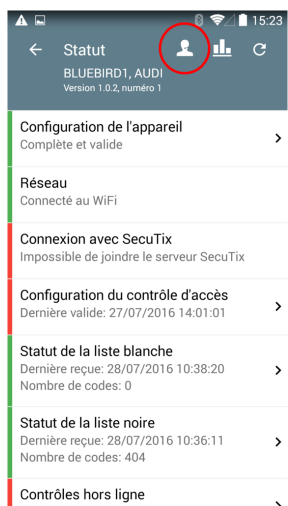 15:23
Statut
BLUEBIRD1, AUDI
Version 1.0.2, numéro 1
Configuration de l'appareil
Complète et valide
Réseau
Connecté au WiFi
Connexion avec SecuTix
Impossible de joindre le serveur SecuTix
Configuration du contrôle d'accès
Dernière valide: 27/07/2016 14:01:01
Statut de la liste blanche
Dernière reçue: 28/07/2016 10:38:20
Nombre de codes: 0
Statut de la liste noire
Dernière reçue: 28/07/2016 10:36:11
Nombre de codes: 404
Contrôles hors ligne